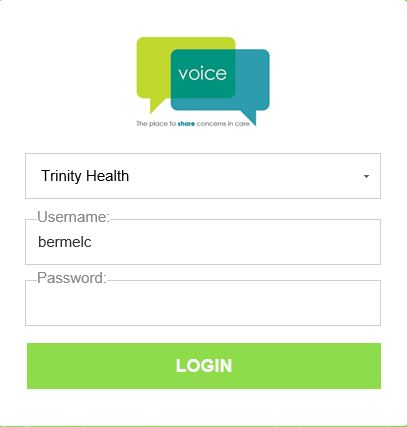 voice
The place to share concerns in care
Trinity Health
Username:
bermelc
Password:
LOGIN